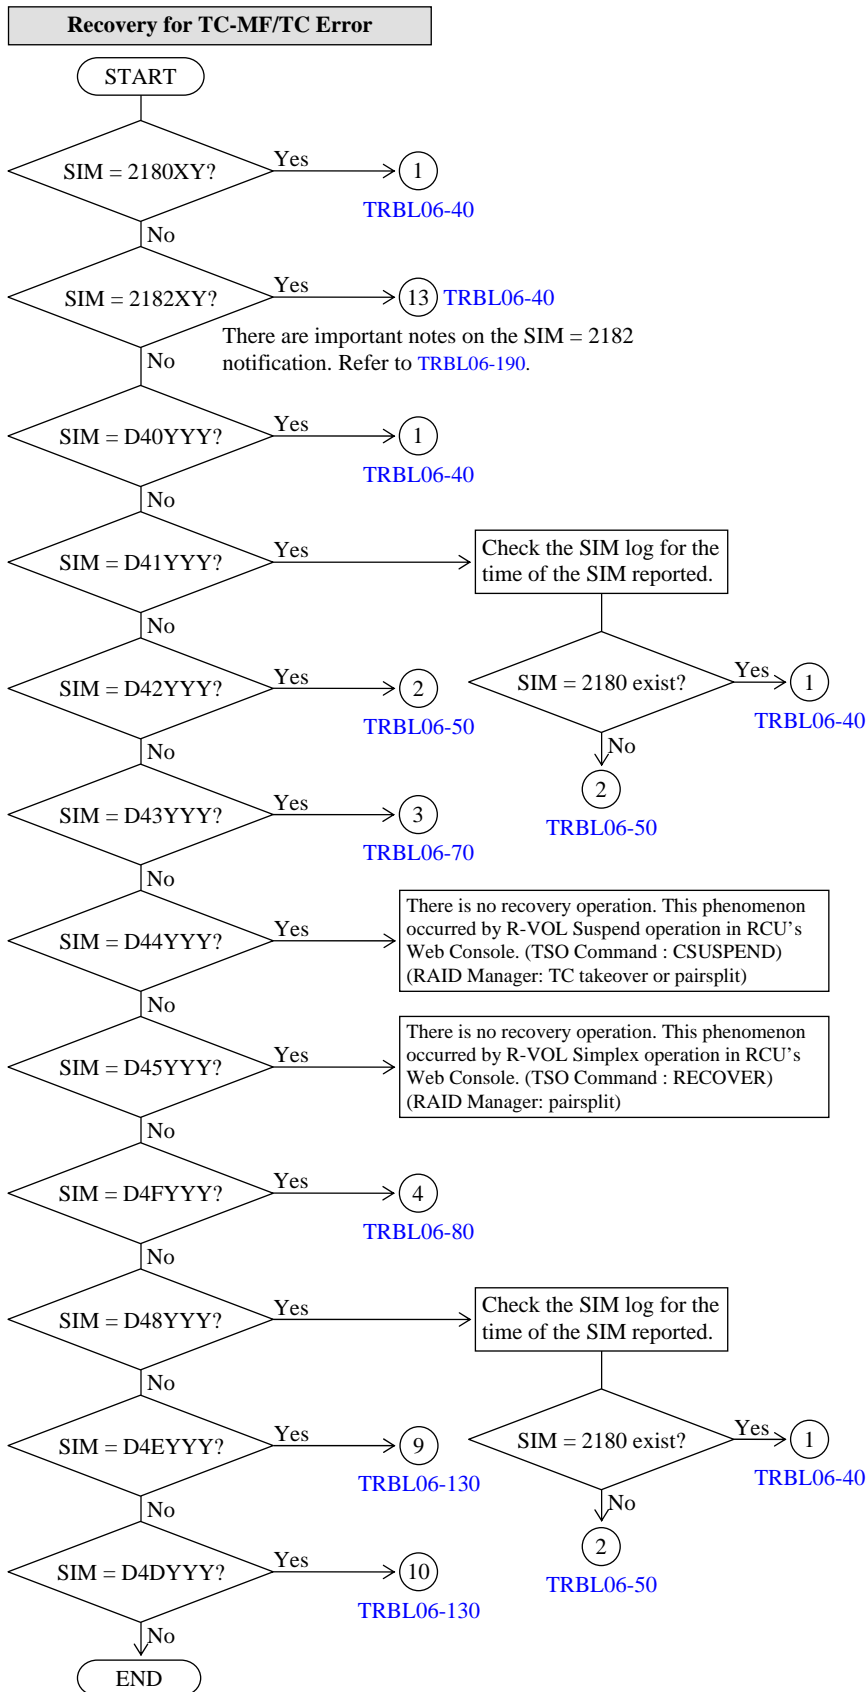 Recovery for TC-MF/TC Error
START
SIM = 2180XY?
Yes
1
TRBL06-40
No
SIM = 2182XY?
Yes
13 TRBL06-40
There are important notes on the SIM = 2182
notification. Refer to TRBL06-190.
No
SIM = D40YYY?
Yes
1
TRBL06-40
No
SIM = D41YYY?
Yes
Check the SIM log for the
time of the SIM reported.
SIM = 2180 exist?
Yes
1
TRBL06-40
No
2
TRBL06-50
No
SIM = D42YYY?
Yes
2
TRBL06-50
No
SIM = D43YYY?
Yes
3
TRBL06-70
No
SIM = D44YYY?
Yes
There is no recovery operation. This phenomenon
occurred by R-VOL Suspend operation in RCU's
Web Console. (TSO Command : CSUSPEND)
(RAID Manager: TC takeover or pairsplit)
No
SIM = D45YYY?
Yes
There is no recovery operation. This phenomenon
occurred by R-VOL Simplex operation in RCU's
Web Console. (TSO Command : RECOVER)
(RAID Manager: pairsplit)
No
SIM = D4FYYY?
Yes
4
TRBL06-80
No
SIM = D48YYY?
Yes
Check the SIM log for the
time of the SIM reported.
SIM = 2180 exist?
Yes
1
TRBL06-40
No
2
TRBL06-50
No
SIM = D4EYYY?
Yes
9
TRBL06-130
No
SIM = D4DYYY?
Yes
10
TRBL06-130
No
END